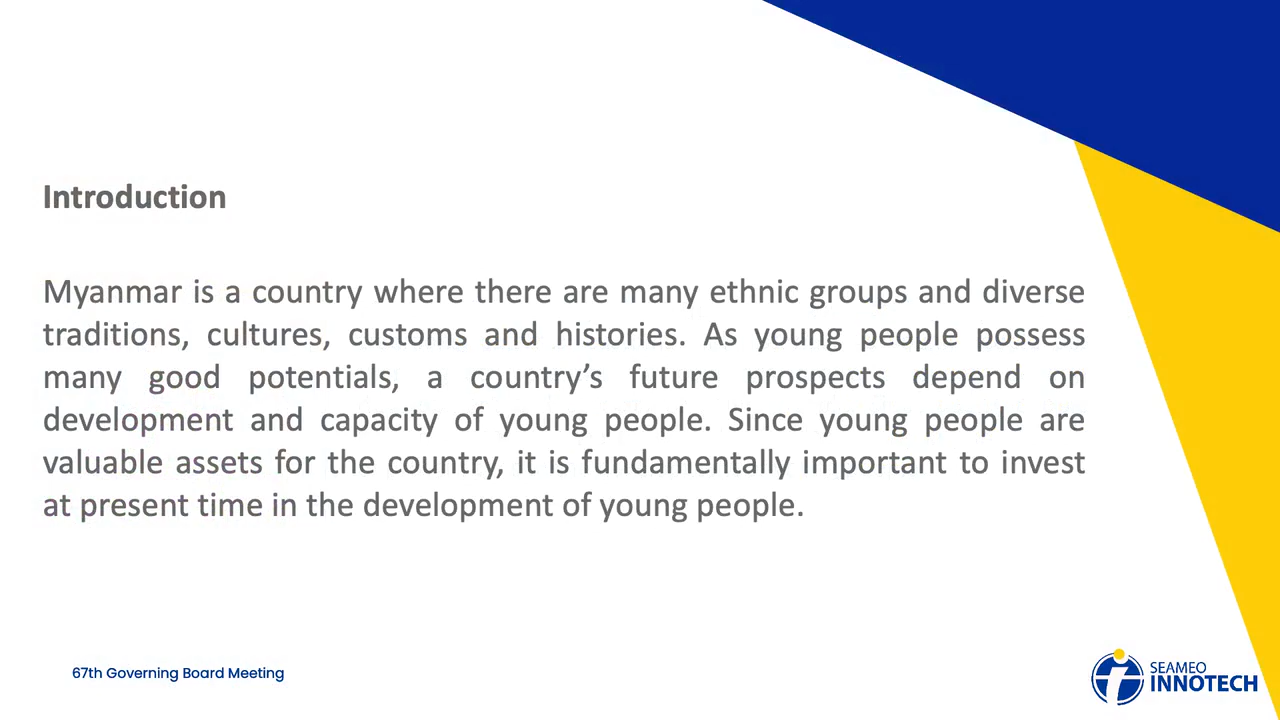 Introduction
Myanmar is a country where there are many ethnic groups and diverse
traditions, cultures, customs and histories. As young people possess
many good potentials, a country’s future prospects depend on
development and capacity of young people. Since young people are
valuable assets for the country, it is fundamentally important to invest
at present time in the development of young people.
67th Governing Board Meeting
SEAMEO
INNOTECH